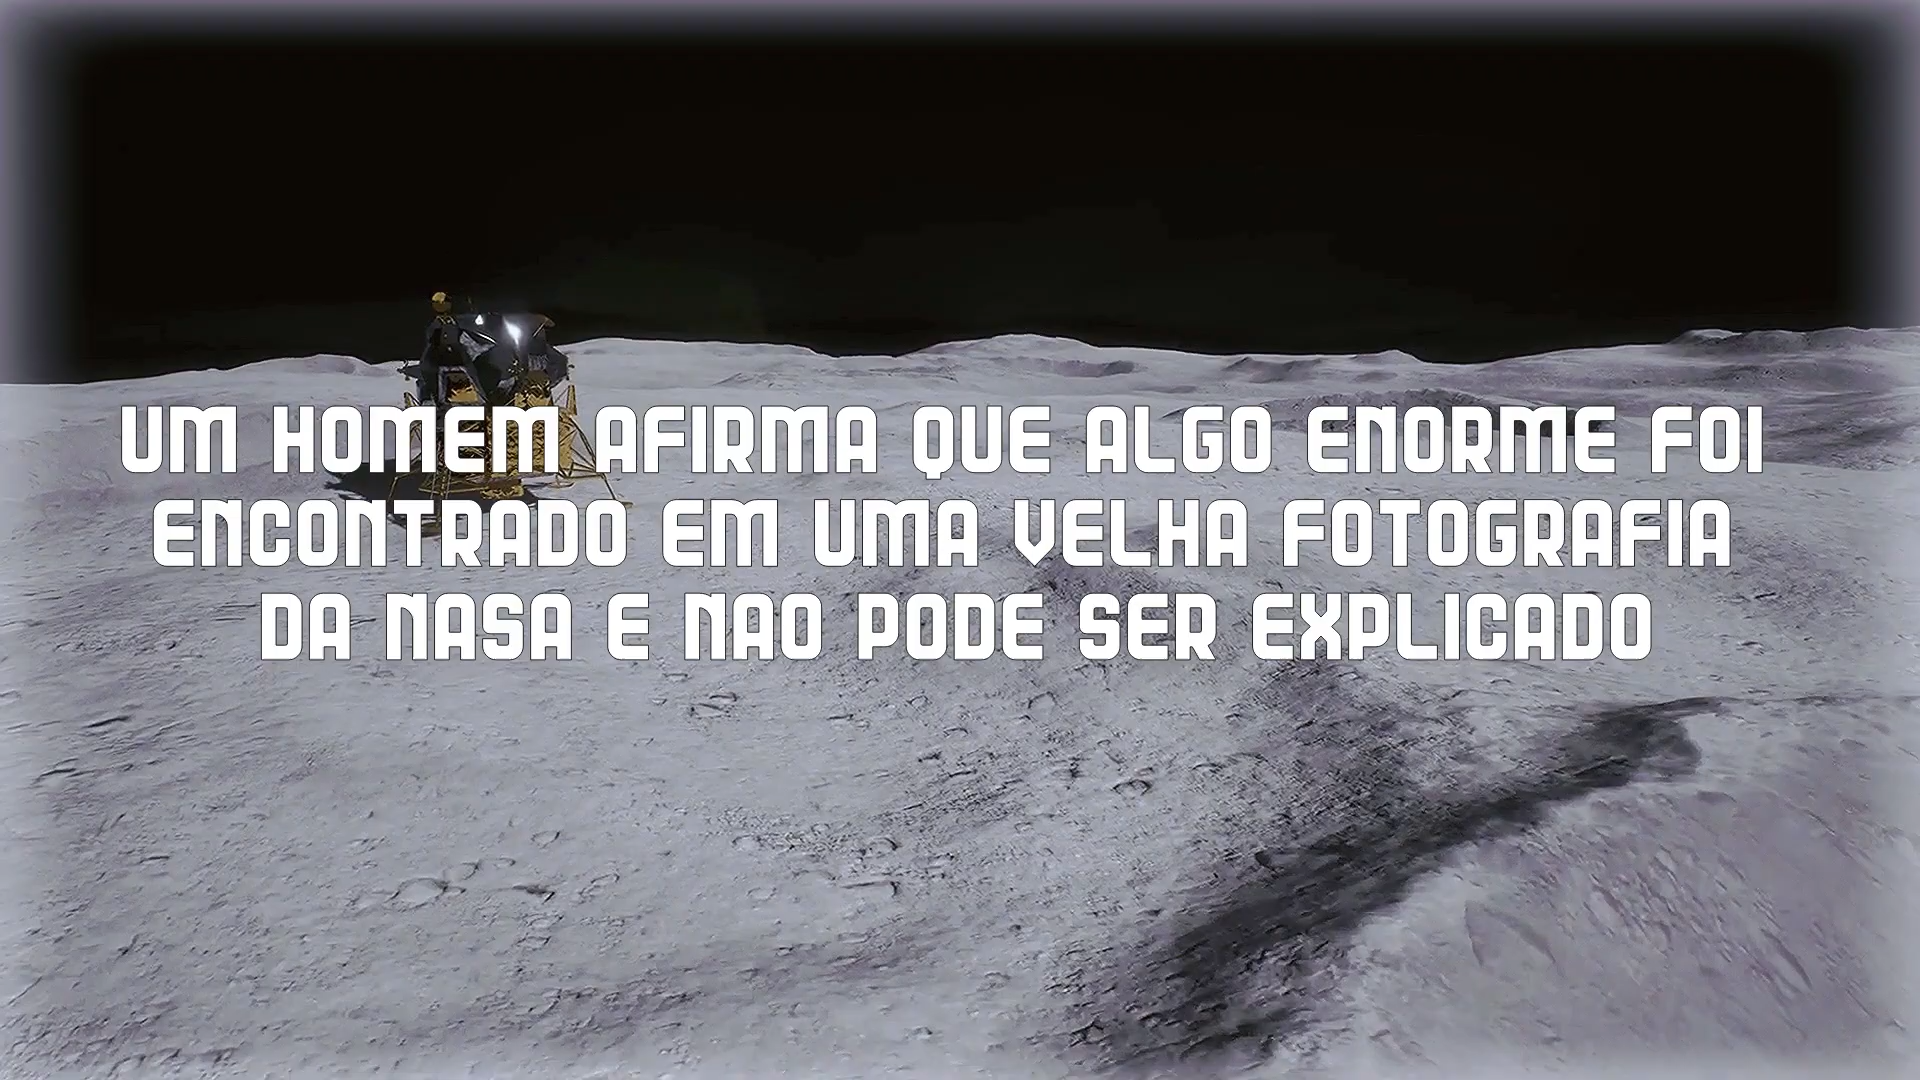 UM HOMEM AFIRMA QUE ALGO ENORME FOI
ENCONTRADO EM UMA VELHA FOTOGRAFIA
DA NASA E NAO PODE SER EXPLICADO